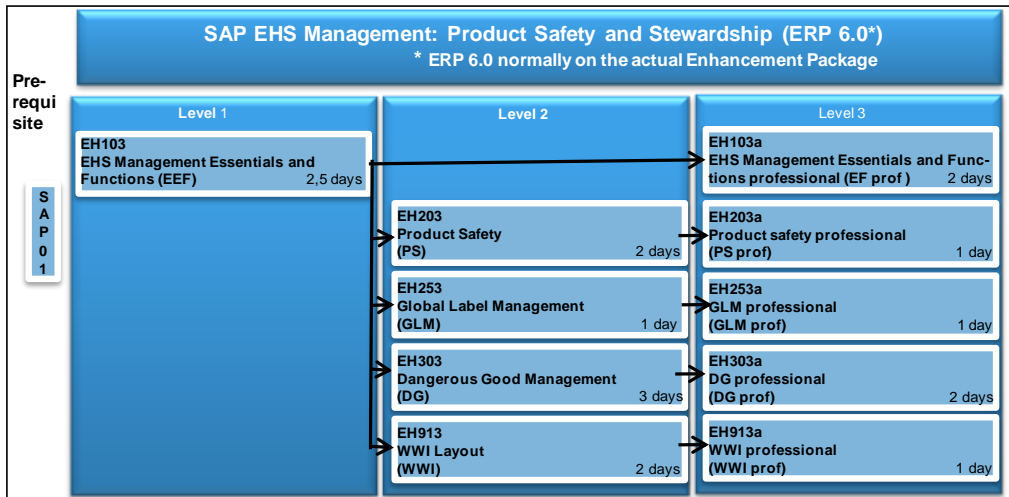 SAP EHS Management: Product Safety and Stewardship (ERP 6.0*)
* ERP 6.0 normally on the actual Enhancement Package
Pre-
requi
site
S
A
P
0
1
Level 1
EH103
EHS Management Essentials and
Functions (EEF) 2,5 days
Level 2
EH203
Product Safety
(PS) 2 days
EH253
Global Label Management
(GLM) 1 day
EH303
Dangerous Good Management
(DG) 3 days
EH913
WWI Layout
(WWI) 2 days
Level 3
EH103a
EHS Management Essentials and Func-
tions professional (EF prof ) 2 days
EH203a
Product safety professional
(PS prof) 1 day
EH253a
GLM professional
(GLM prof) 1 day
EH303a
DG professional
(DG prof) 2 days
EH913a
WWI professional
(WWI prof) 1 day